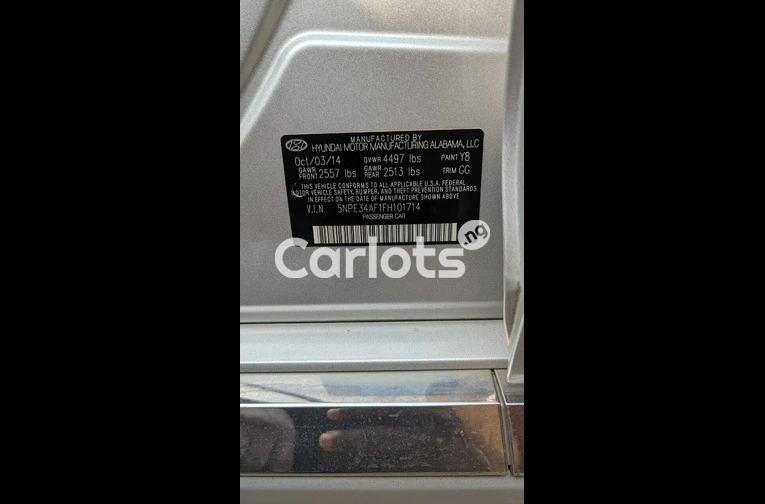 MANUFACTURED BY
HYUNDAI MOTOR MANUFACTURING ALABAMA, LLC
Oct/03/14 GVWR 4497 lbs PAINT Y8
GAWR FRONT 2557 lbs GAWR REAR 2513 lbs TRIM GG
THIS VEHICLE CONFORMS TO ALL APPLICABLE U.S.A. FEDERAL
MOTOR VEHICLE SAFETY, BUMPER, AND THEFT PREVENTION STANDARDS
IN EFFECT ON THE DATE OF MANUFACTURE SHOWN ABOVE
V.I.N 5NPE34AF1FH101714
PASSENGER CAR
Carlots.ng